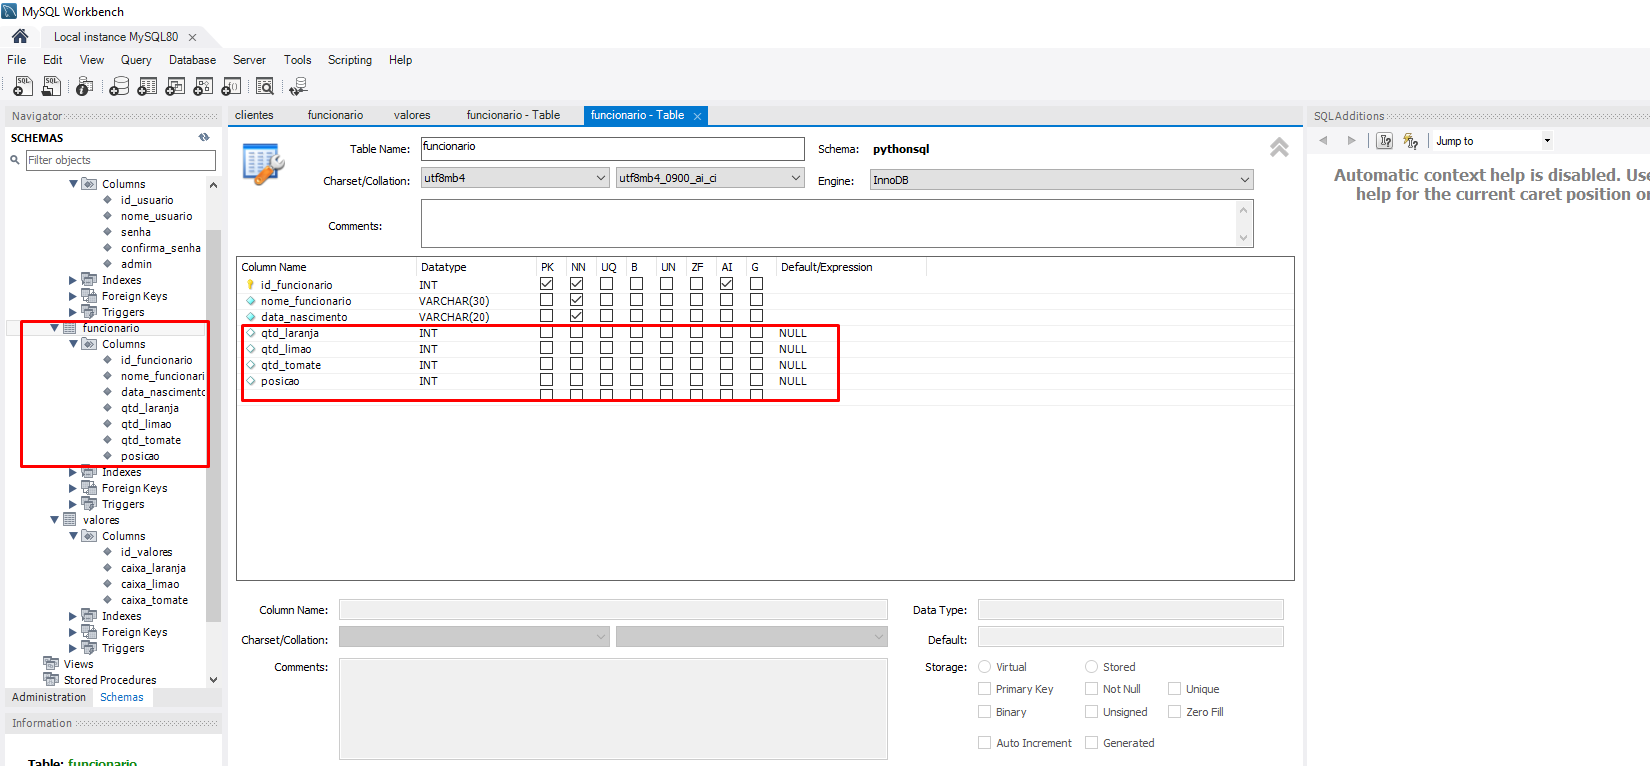 MySQL Workbench
Local instance MySQL80
File Edit View Query Database Server Tools Scripting Help
Navigator
SCHEMAS
Filter objects
Columns
id_usuario
nome_usuario
senha
confirma_senha
admin
Indexes
Foreign Keys
Triggers
funcionario
Columns
id_funcionario
nome_funcionari
data_nascimento
qtd_laranja
qtd_limao
qtd_tomate
posicao
Indexes
Foreign Keys
Triggers
valores
Columns
id_valores
caixa_laranja
caixa_limao
caixa_tomate
Indexes
Foreign Keys
Triggers
Views
Stored Procedures
Administration Schemas
Information
Table: funcionario
clientes funcionario valores funcionario - Table funcionario - Table
Table Name: funcionario Schema: pythonsql
Charset/Collation: utf8mb4 utf8mb4_0900_ai_ci Engine: InnoDB
Comments:
Column Name Datatype PK NN UQ B UN ZF AI G Default/Expression
id_funcionario INT
nome_funcionario VARCHAR(30)
data_nascimento VARCHAR(20)
qtd_laranja INT NULL
qtd_limao INT NULL
qtd_tomate INT NULL
posicao INT NULL
Column Name: Data Type:
Charset/Collation: Default:
Comments: Storage: Virtual Stored
Primary Key Not Null Unique
Binary Unsigned Zero Fill
Auto Increment Generated
SQLAdditions
Jump to
Automatic context help is disabled. Use
help for the current caret position or